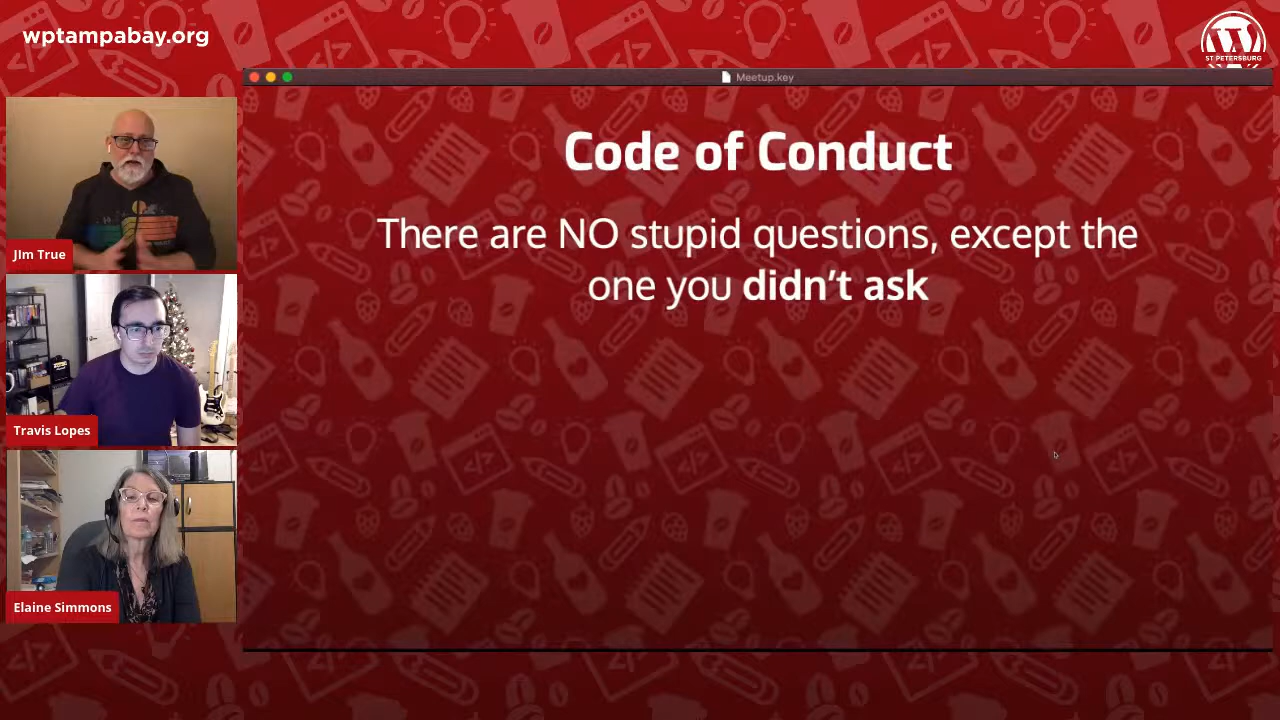 wptampabay.org
ST PETERSBURG
Meetup.key
Code of Conduct
There are NO stupid questions, except the
one you didn't ask
JIm True
Travis Lopes
Elaine Simmons